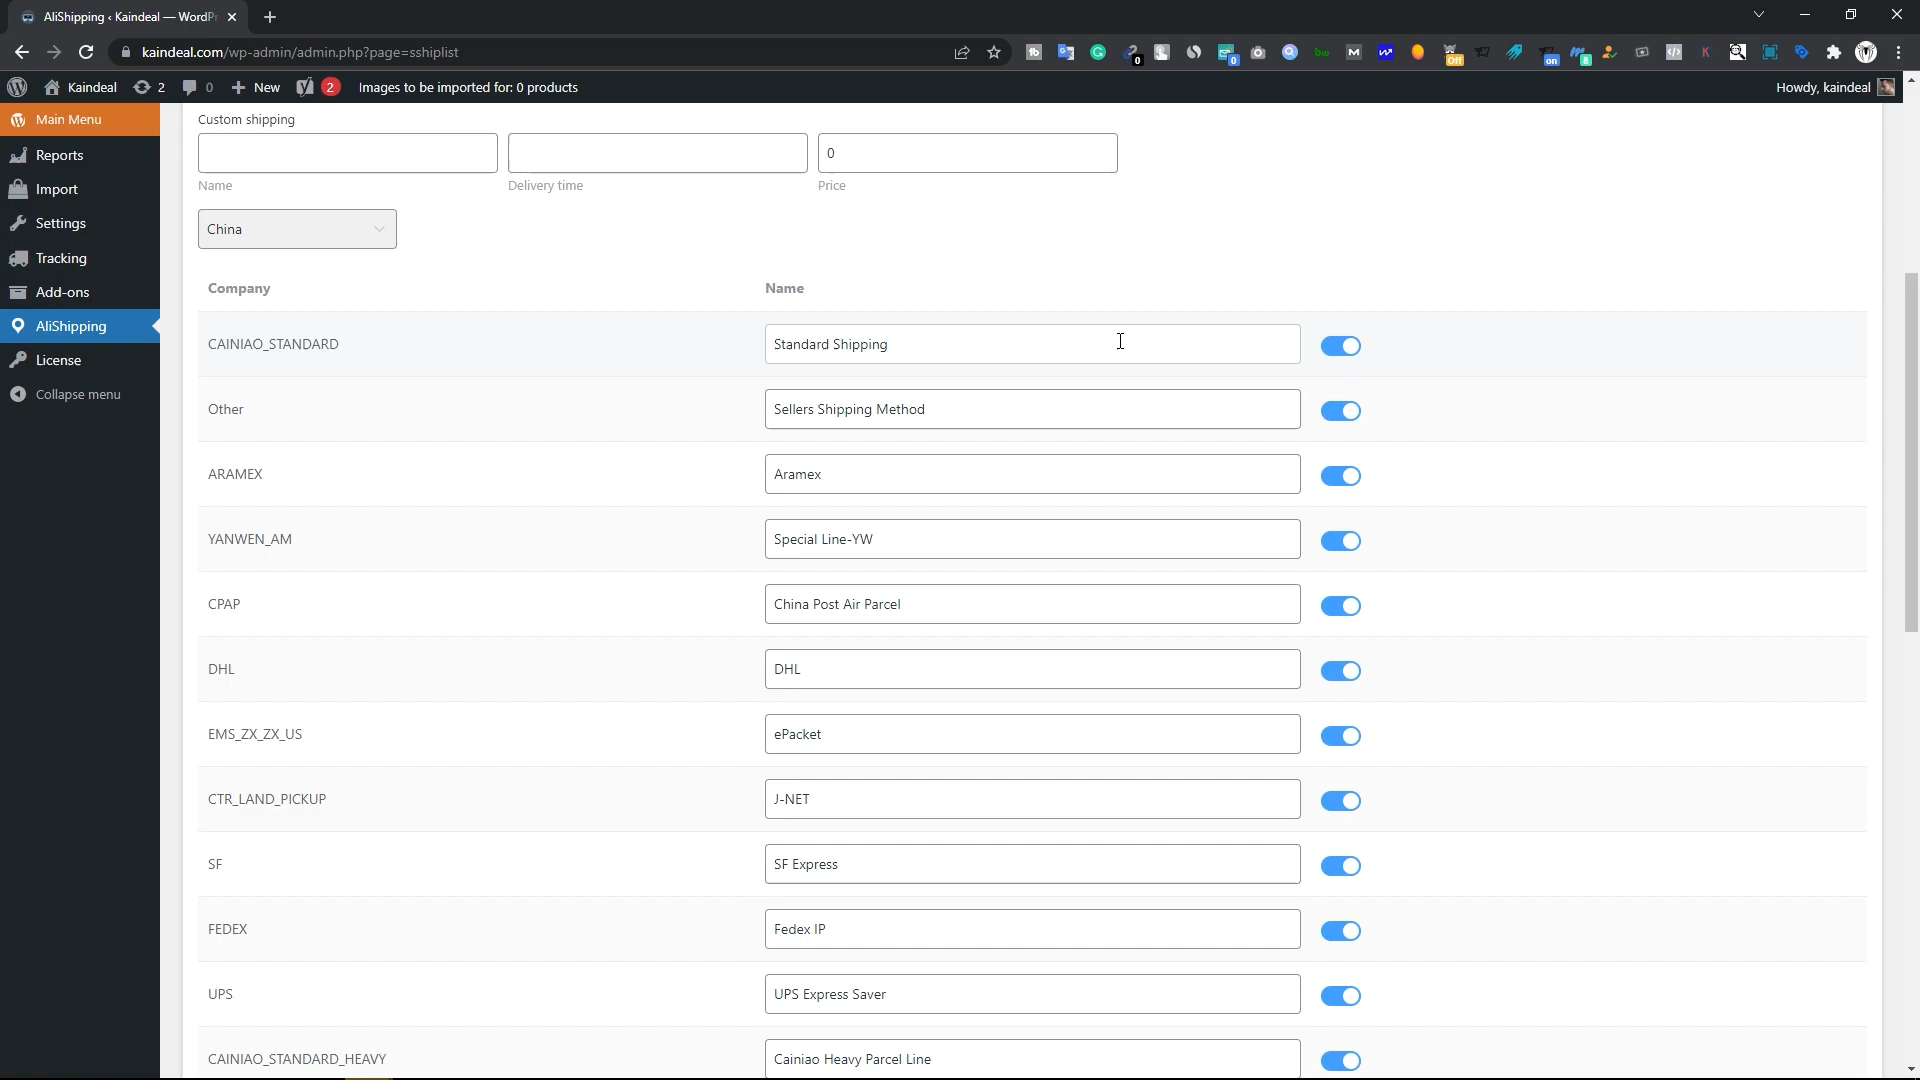 AliShipping ‹ Kaindeal — WordPr
kaindeal.com/wp-admin/admin.php?page=sshiplist
Kaindeal 2 0 New 2 Images to be imported for: 0 products Howdy, kaindeal
Main Menu
Reports
Import
Settings
Tracking
Add-ons
AliShipping
License
Collapse menu
Custom shipping
0
Name Delivery time Price
China
Company Name
CAINIAO_STANDARD Standard Shipping
Other Sellers Shipping Method
ARAMEX Aramex
YANWEN_AM Special Line-YW
CPAP China Post Air Parcel
DHL DHL
EMS_ZX_ZX_US ePacket
CTR_LAND_PICKUP J-NET
SF SF Express
FEDEX Fedex IP
UPS UPS Express Saver
CAINIAO_STANDARD_HEAVY Cainiao Heavy Parcel Line